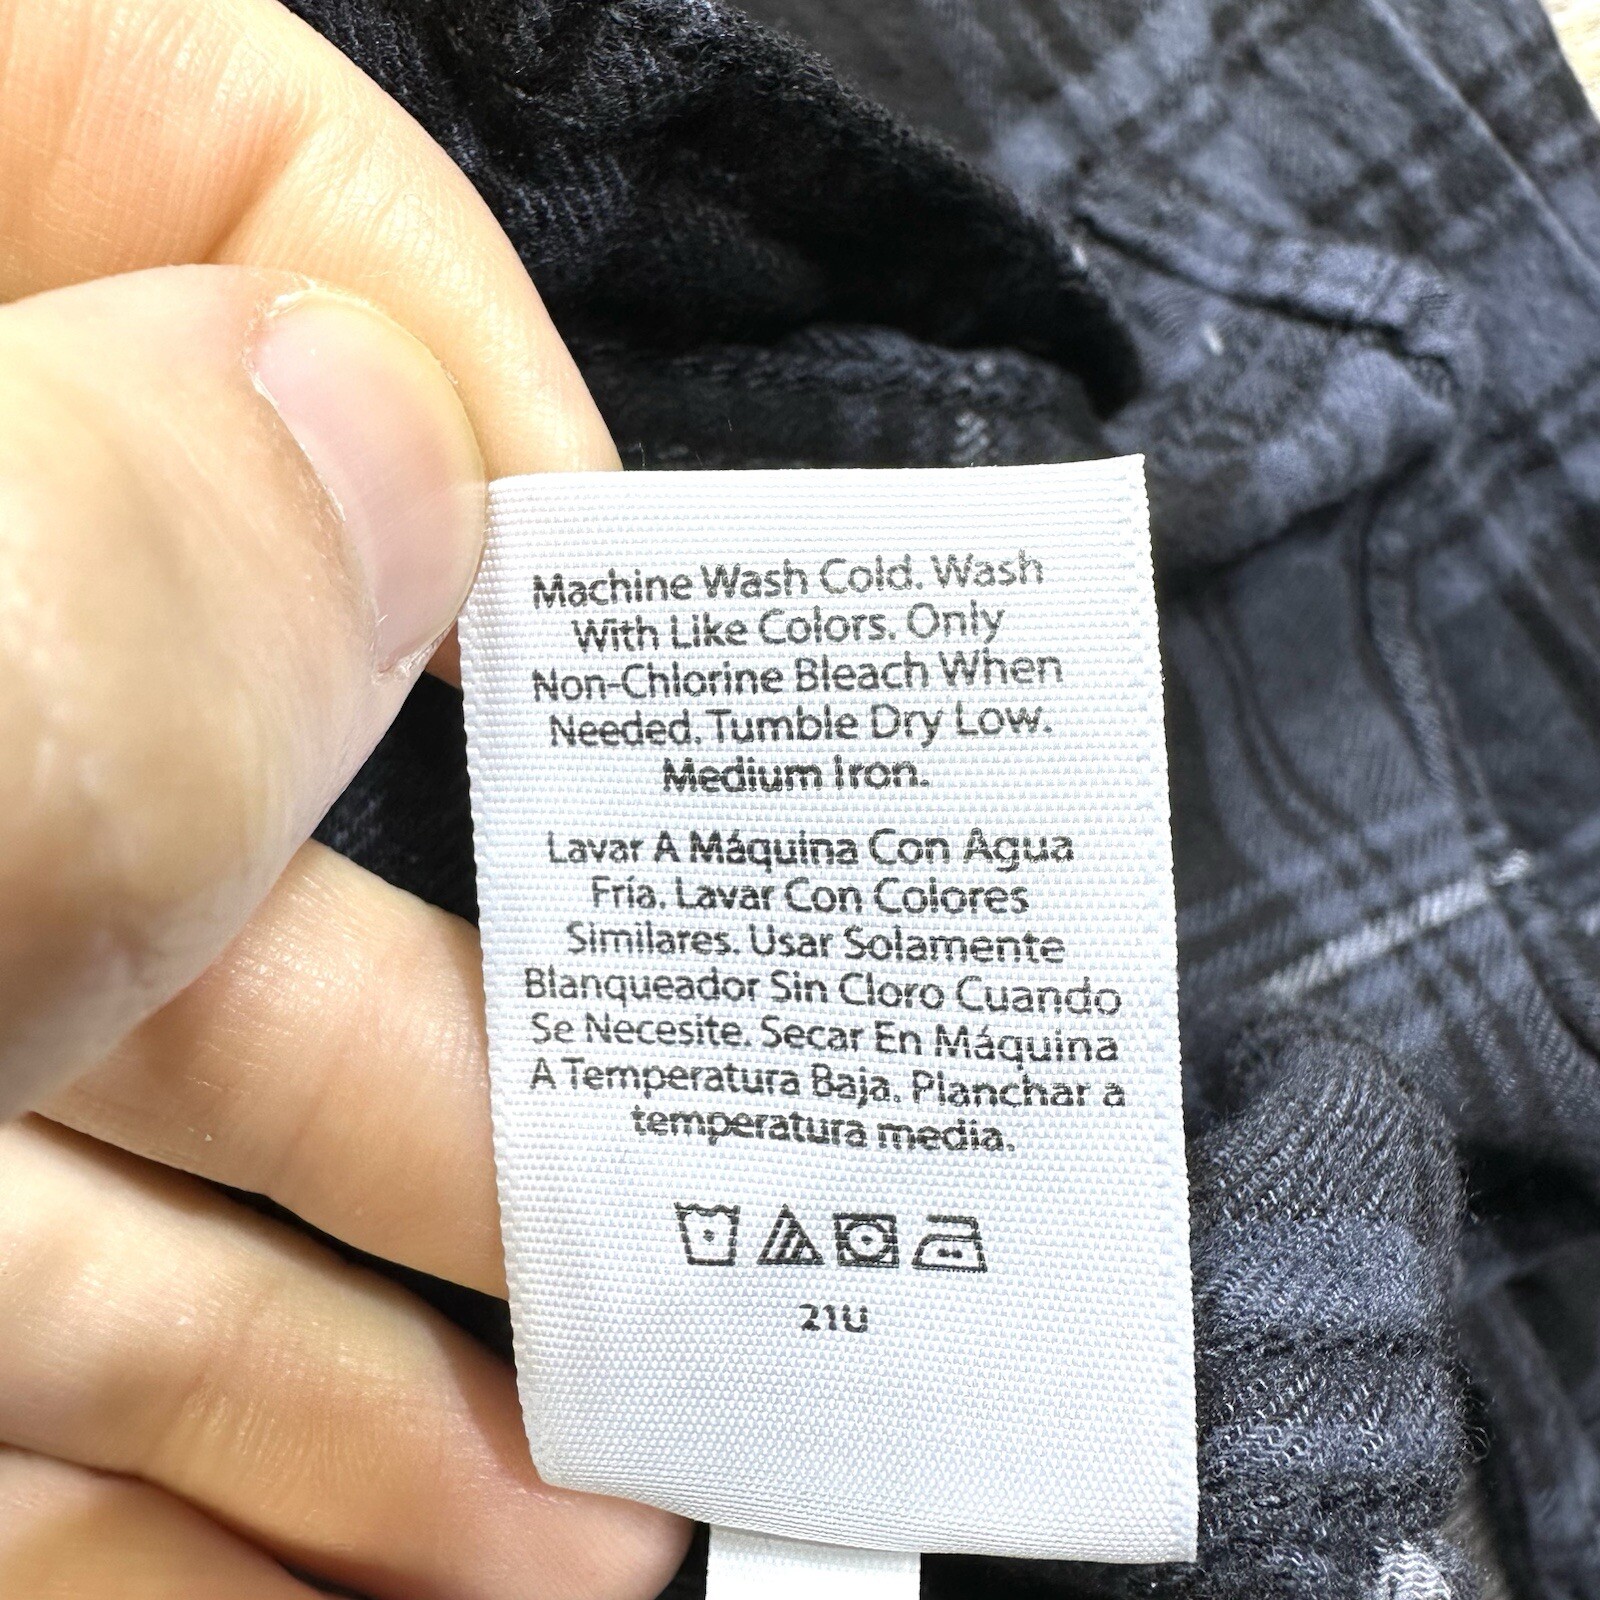 Machine Wash Cold. Wash
With Like Colors. Only
Non-Chlorine Bleach When
Needed. Tumble Dry Low.
Medium Iron.
Lavar A Máquina Con Agua
Fría. Lavar Con Colores
Similares. Usar Solamente
Blanqueador Sin Cloro Cuando
Se Necesite. Secar En Máquina
A Temperatura Baja. Planchar a
temperatura media.
21U